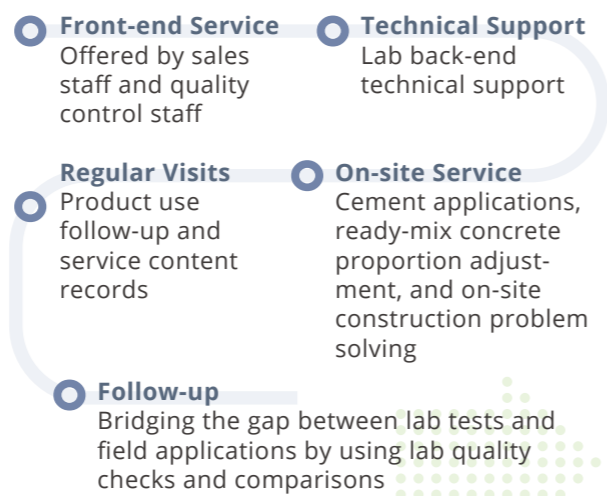 Front-end Service
Offered by sales
staff and quality
control staff
Technical Support
Lab back-end
technical support
On-site Service
Cement applications,
ready-mix concrete
proportion adjust-
ment, and on-site
construction problem
solving
Regular Visits
Product use
follow-up and
service content
records
Follow-up
Bridging the gap between lab tests and
field applications by using lab quality
checks and comparisons